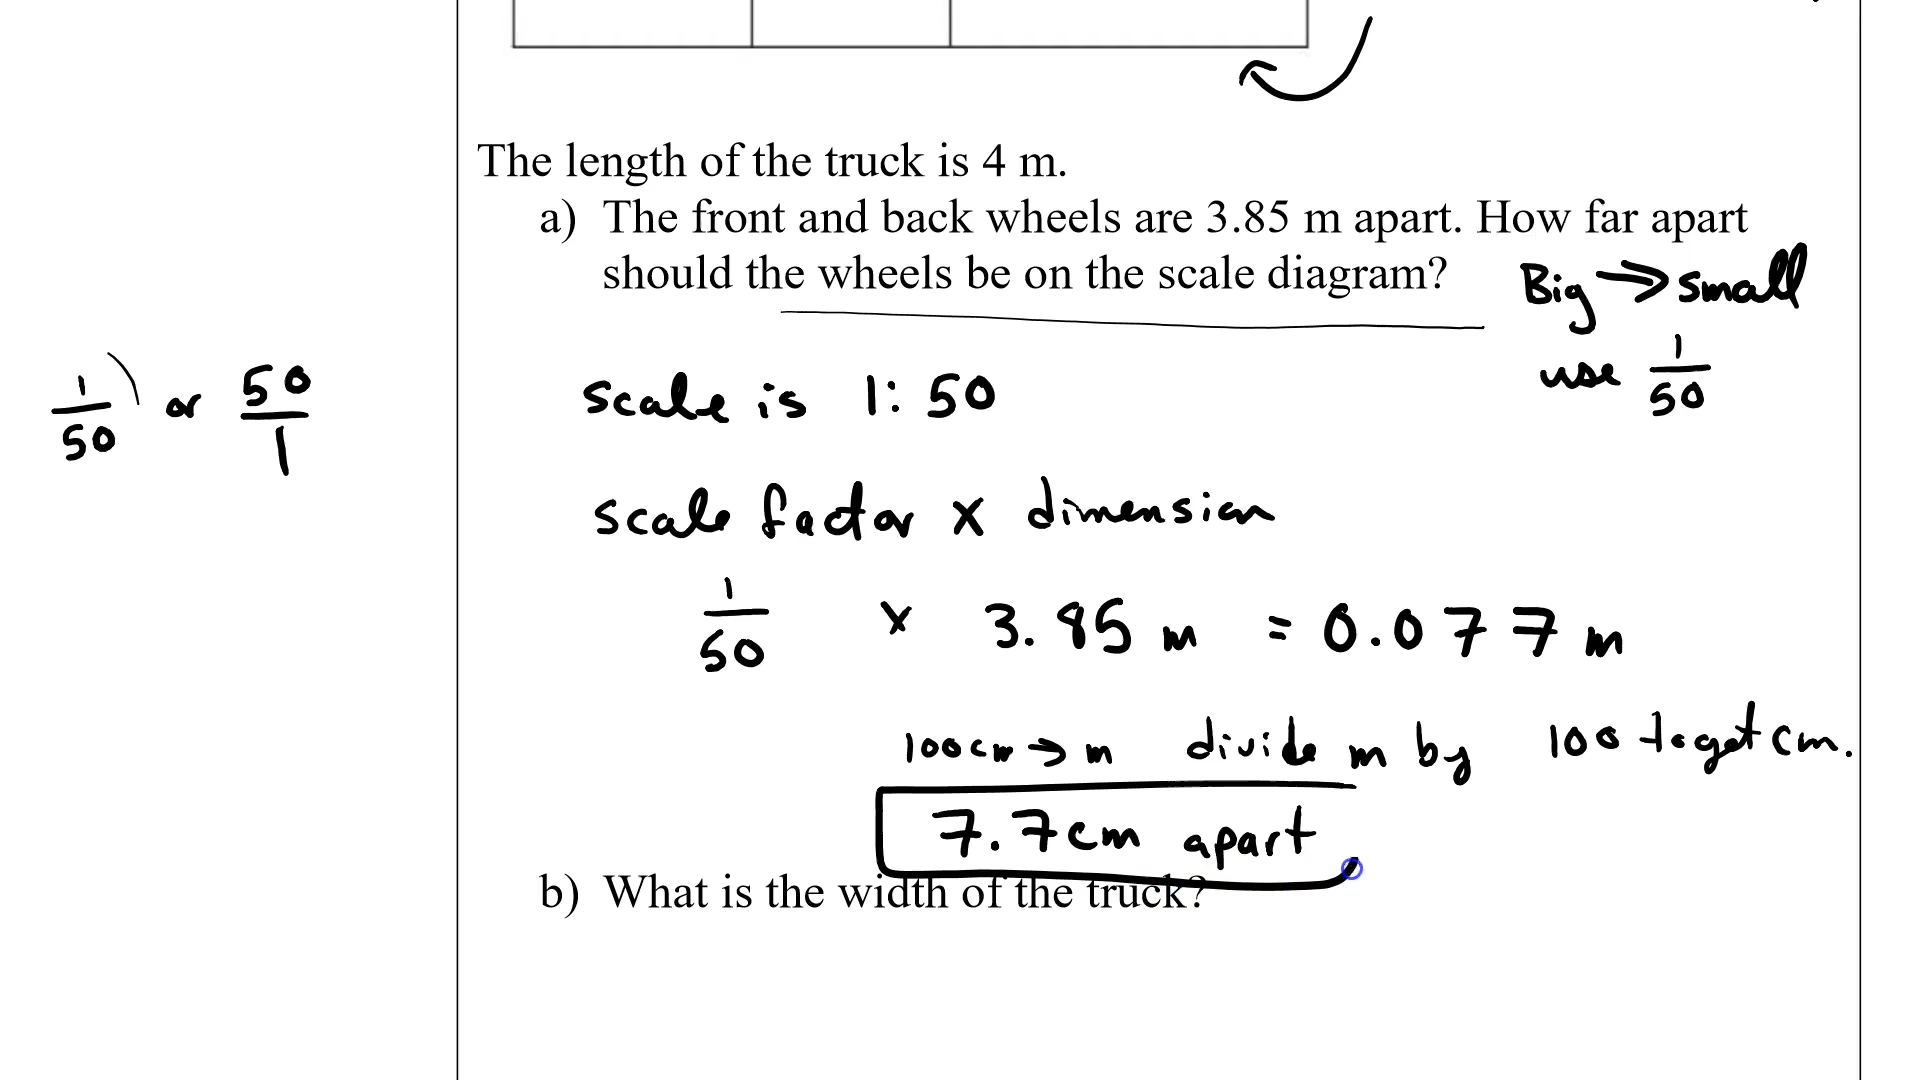 The length of the truck is 4 m.
a) The front and back wheels are 3.85 m apart. How far apart
should the wheels be on the scale diagram?
Big → small
use 1/50
1/50 or 50/1
scale is 1:50
scale factor x dimension
1/50 x 3.85 m = 0.077 m
100cm → m divide m by 100 to get cm.
7.7cm apart
b) What is the width of the truck?